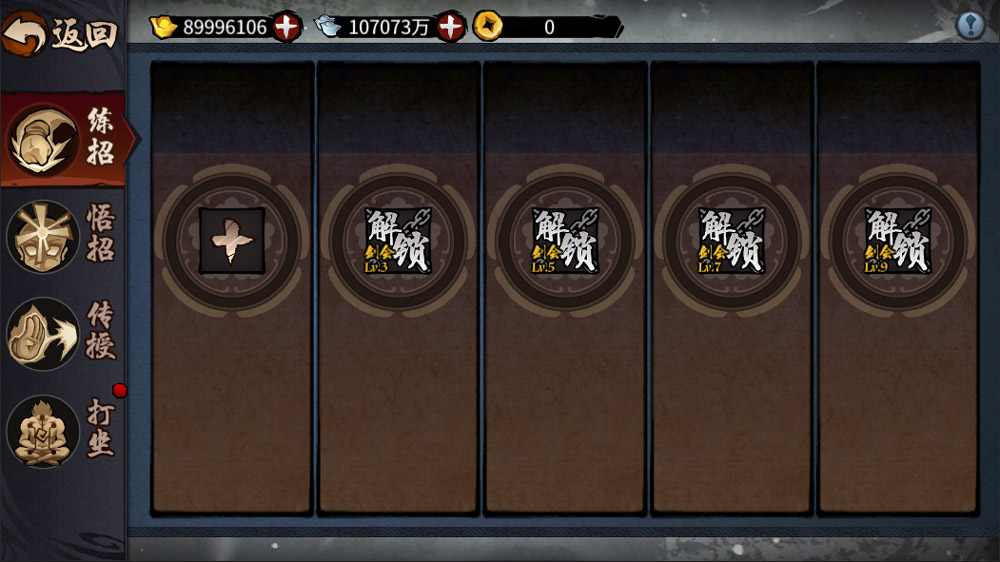 返回
89996106
107073万
0
练招
悟招
传授
打坐
解锁
剑会
Lv.3
解锁
剑会
Lv.5
解锁
剑会
Lv.7
解锁
剑会
Lv.9